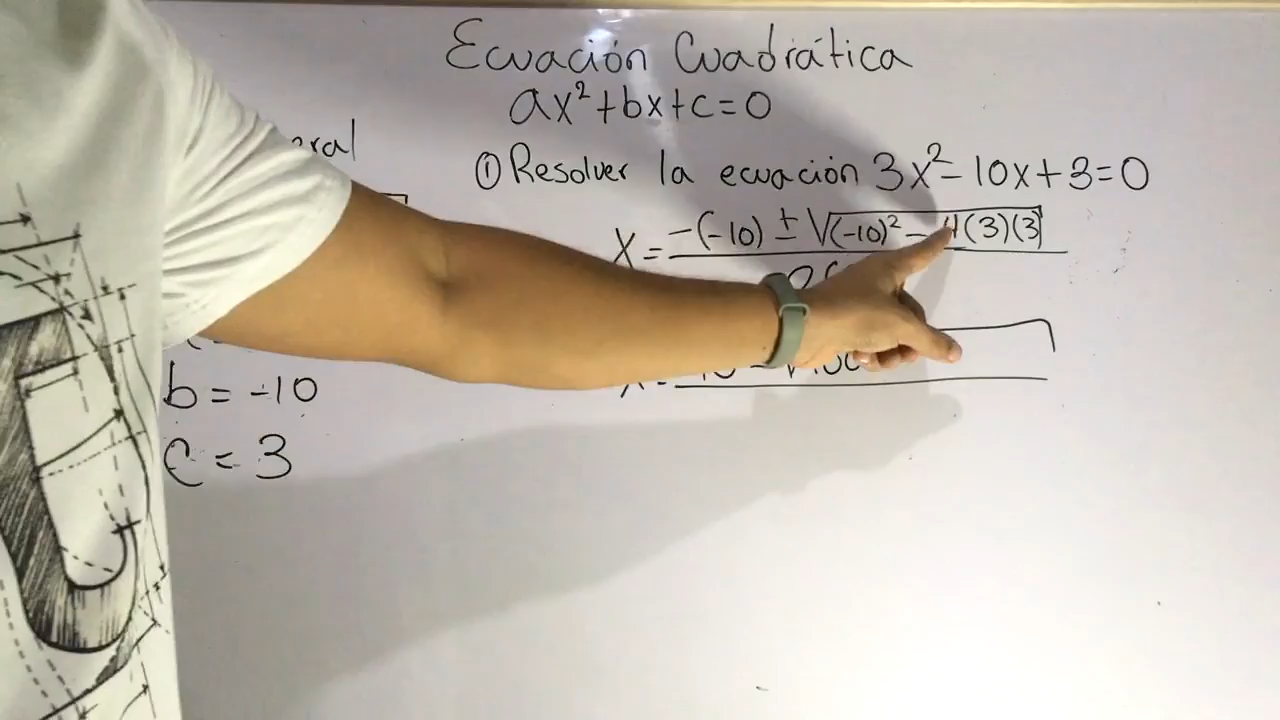 Ecuación Cuadrática
ax²+bx+c=0
① Resolver la ecuación 3x²-10x+3=0
x = -(-10) ± √(-10)² - 4(3)(3)
b = -10
c = 3